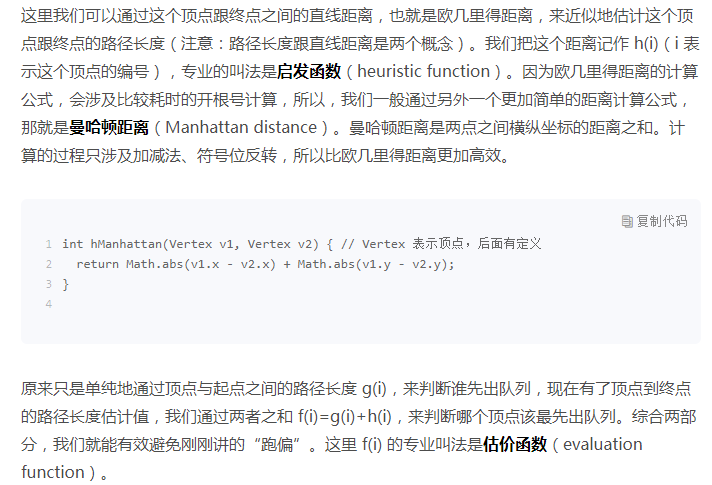 这里我们可以通过这个顶点跟终点之间的直线距离，也就是欧几里得距离，来近似地估计这个顶
点跟终点的路径长度（注意：路径长度跟直线距离是两个概念）。我们把这个距离记作 h(i)（i 表
示这个顶点的编号），专业的叫法是启发函数（heuristic function）。因为欧几里得距离的计算
公式，会涉及比较耗时的开根号计算，所以，我们一般通过另外一个更加简单的距离计算公式，
那就是曼哈顿距离（Manhattan distance）。曼哈顿距离是两点之间横纵坐标的距离之和。计
算的过程只涉及加减法、符号位反转，所以比欧几里得距离更加高效。
复制代码
1 int hManhattan(Vertex v1, Vertex v2) { // Vertex 表示顶点，后面有定义
2   return Math.abs(v1.x - v2.x) + Math.abs(v1.y - v2.y);
3 }
4
原来只是单纯地通过顶点与起点之间的路径长度 g(i)，来判断谁先出队列，现在有了顶点到终点
的路径长度估计值，我们通过两者之和 f(i)=g(i)+h(i)，来判断哪个顶点该最先出队列。综合两部
分，我们就能有效避免刚刚讲的“跑偏”。这里 f(i) 的专业叫法是估价函数（evaluation
function）。